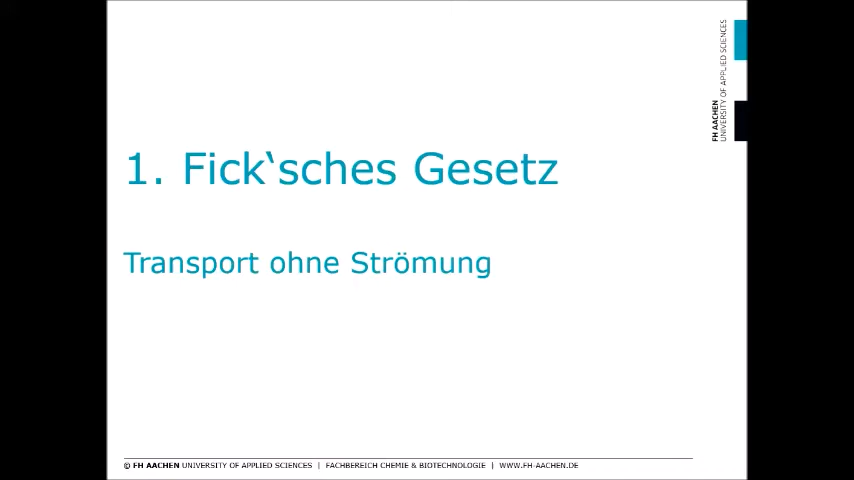 1. Fick‘sches Gesetz
Transport ohne Strömung
FH AACHEN
UNIVERSITY OF APPLIED SCIENCES
© FH AACHEN UNIVERSITY OF APPLIED SCIENCES | FACHBEREICH CHEMIE & BIOTECHNOLOGIE | WWW.FH-AACHEN.DE